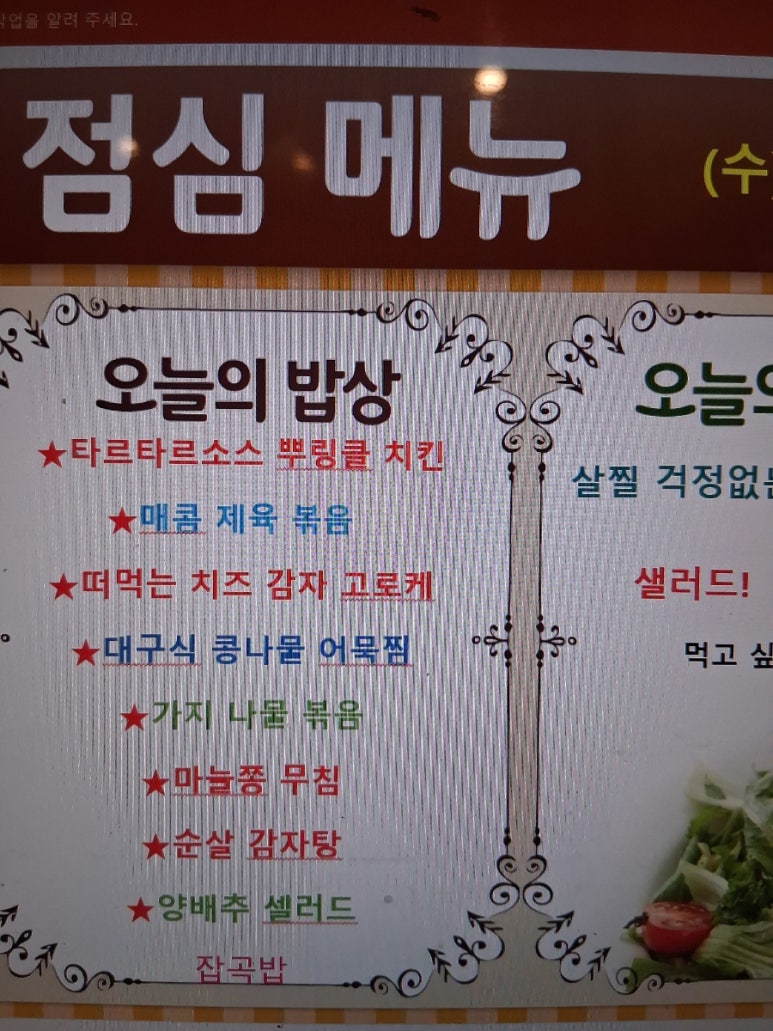 작업을 알려 주세요.
점심 메뉴
(수
오늘의 밥상
★타르타르소스 뿌링클 치킨
★매콤 제육 볶음
★떠먹는 치즈 감자 고로케
★대구식 콩나물 어묵찜
★가지 나물 볶음
★마늘쫑 무침
★순살 감자탕
★양배추 셀러드
잡곡밥
오늘의
살찔 걱정없는
샐러드!
먹고 싶